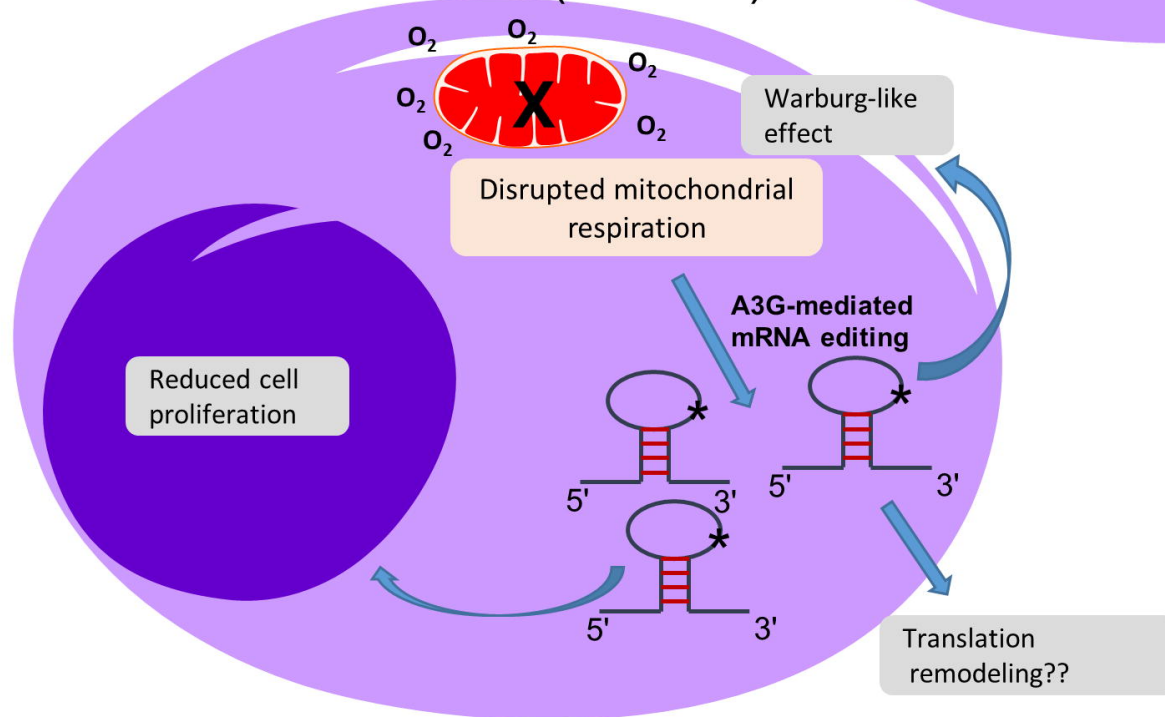 O2
O2
O2
O2
O2
O2
X
Warburg-like
effect
Disrupted mitochondrial
respiration
A3G-mediated
mRNA editing
Reduced cell
proliferation
*
*
5' 3'
5' 3'
*
5' 3'
Translation
remodeling??